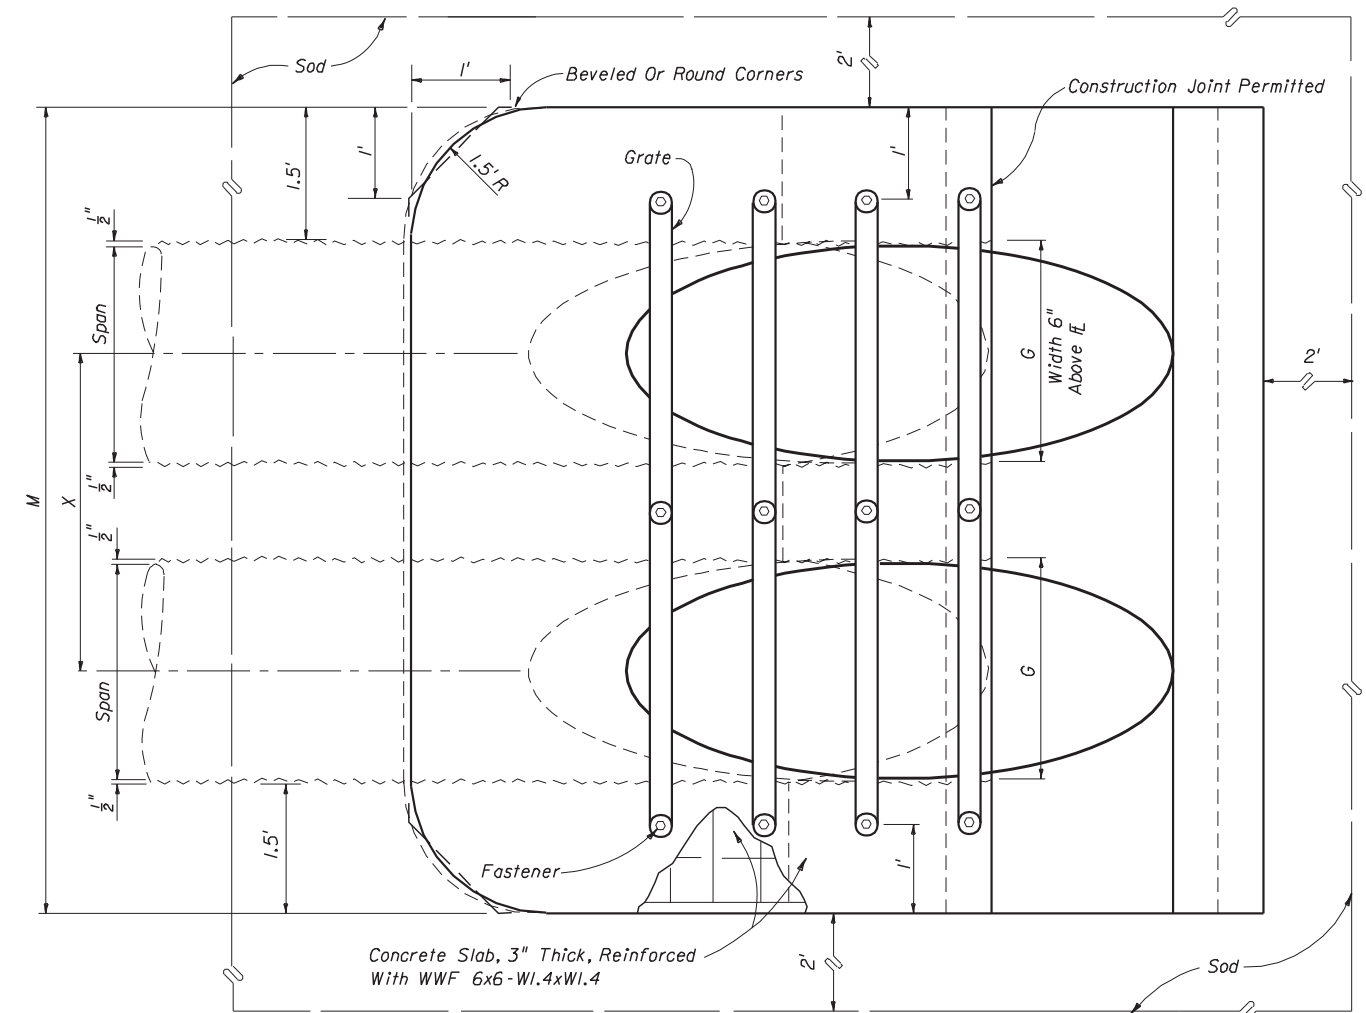 Sod
1'
Beveled Or Round Corners
2'
Construction Joint Permitted
1.5'
1'
1.5' R
Grate
1'
1/2"
Span
G
Width 6"
Above ℄
2'
M
X
1/2"
1/2"
Span
G
1/2"
1.5'
Fastener
1'
Concrete Slab, 3" Thick, Reinforced
With WWF 6x6-W1.4xW1.4
2'
Sod